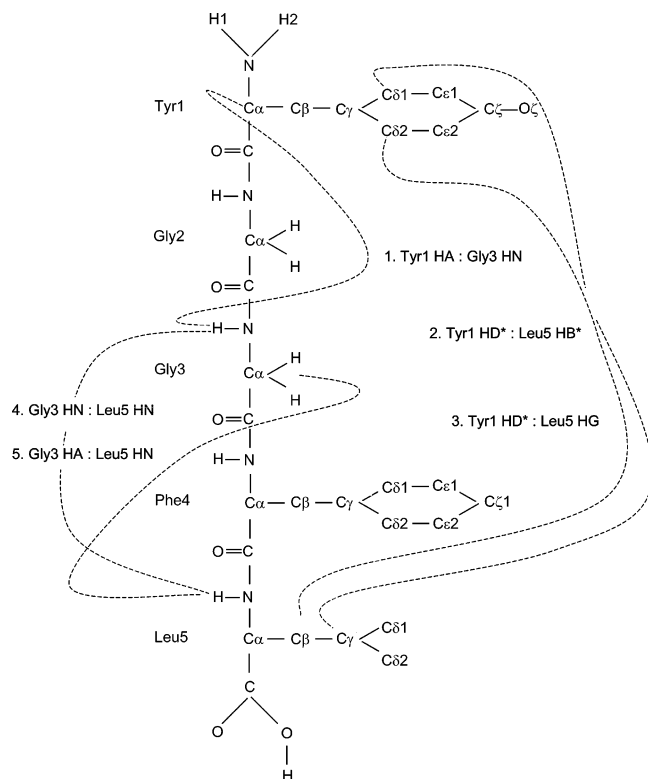 H1 H2
N
Tyr1 Cα Cβ Cγ Cδ1 Cε1 Cζ Oζ
Cδ2 Cε2
O C
H N
Gly2 Cα H
H
1. Tyr1 HA : Gly3 HN
O C
H N
2. Tyr1 HD* : Leu5 HB*
Gly3 Cα H
H
4. Gly3 HN : Leu5 HN
O C
3. Tyr1 HD* : Leu5 HG
5. Gly3 HA : Leu5 HN
H N
Phe4 Cα Cβ Cγ Cδ1 Cε1 Cζ1
Cδ2 Cε2
O C
H N
Leu5 Cα Cβ Cγ Cδ1
Cδ2
C
O O
H